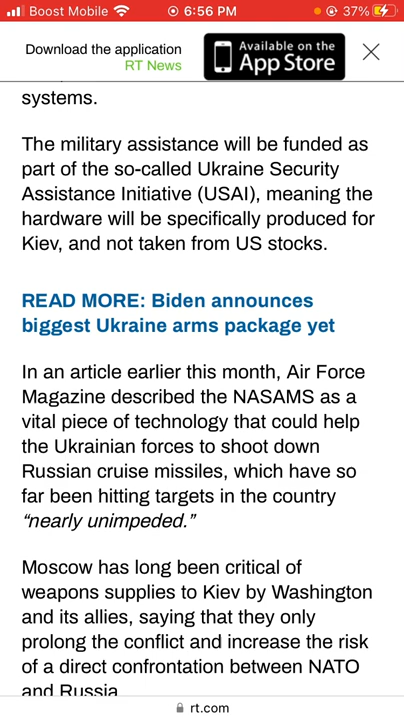 Boost Mobile 6:56 PM 37%
Download the application
RT News
Available on the
App Store
systems.
The military assistance will be funded as
part of the so-called Ukraine Security
Assistance Initiative (USAI), meaning the
hardware will be specifically produced for
Kiev, and not taken from US stocks.
READ MORE: Biden announces
biggest Ukraine arms package yet
In an article earlier this month, Air Force
Magazine described the NASAMS as a
vital piece of technology that could help
the Ukrainian forces to shoot down
Russian cruise missiles, which have so
far been hitting targets in the country
“nearly unimpeded.”
Moscow has long been critical of
weapons supplies to Kiev by Washington
and its allies, saying that they only
prolong the conflict and increase the risk
of a direct confrontation between NATO
and Russia
rt.com